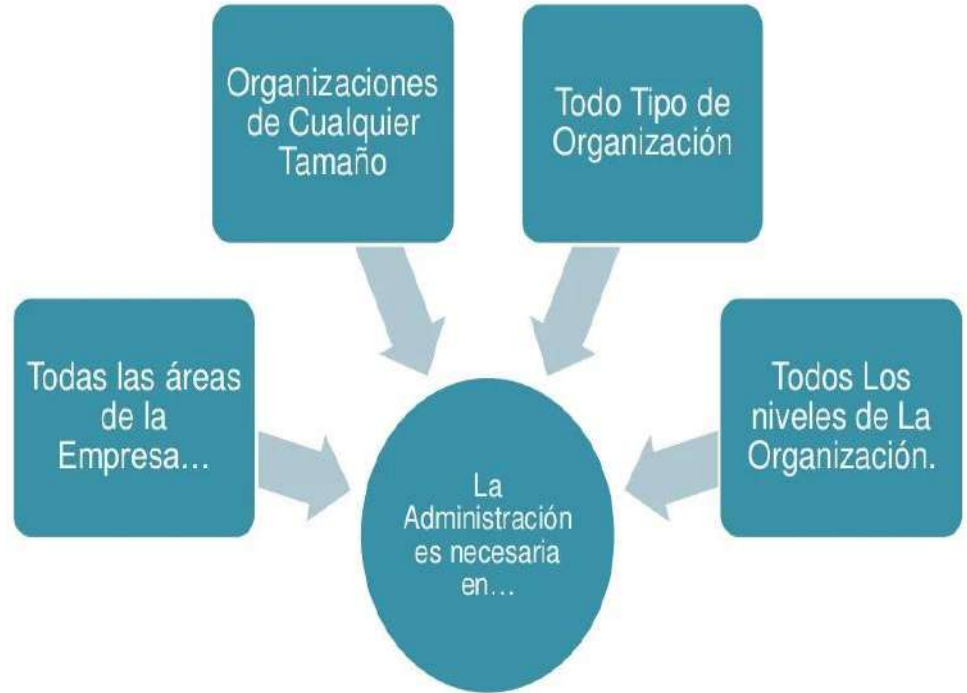 Organizaciones
de Cualquier
Tamaño
Todo Tipo de
Organización
Todas las áreas
de la
Empresa…
Todos Los
niveles de La
Organización.
La
Administración
es necesaria
en…